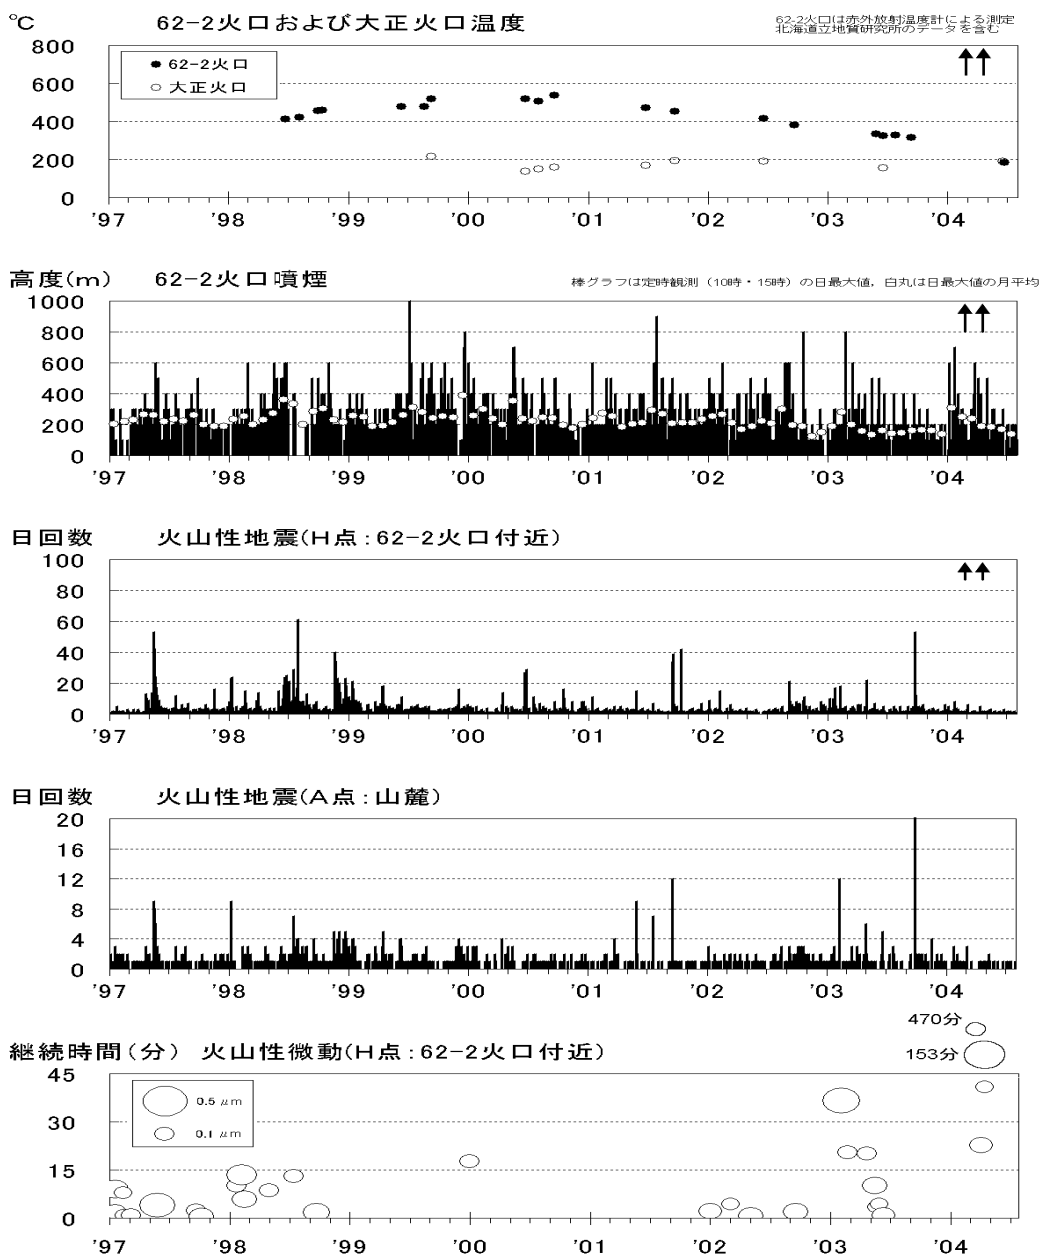 ℃ 62-2火口および大正火口温度
62-2火口は赤外放射温度計による測定
北海道立地質研究所のデータを含む
800
62-2火口
大正火口
600
400
200
0
'97 '98 '99 '00 '01 '02 '03 '04
高度(m) 62-2火口噴煙
棒グラフは定時観測（10時・15時）の日最大値，白丸は日最大値の月平均
1000
800
600
400
200
0
'97 '98 '99 '00 '01 '02 '03 '04
日回数 火山性地震(H点:62-2火口付近)
100
80
60
40
20
0
'97 '98 '99 '00 '01 '02 '03 '04
日回数 火山性地震(A点:山麓)
20
16
12
8
4
0
'97 '98 '99 '00 '01 '02 '03 '04
470分
継続時間(分) 火山性微動(H点:62-2火口付近)
153分
45
0.5 μm
0.1 μm
30
15
0
'97 '98 '99 '00 '01 '02 '03 '04